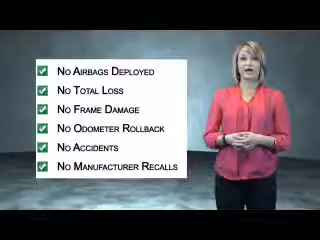 No Airbags Deployed
No Total Loss
No Frame Damage
No Odometer Rollback
No Accidents
No Manufacturer Recalls